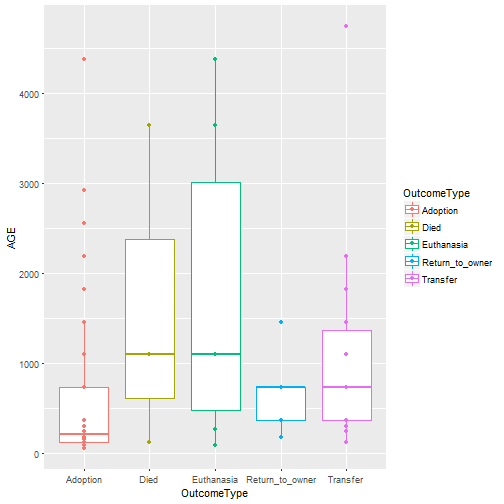 4000
3000
2000
1000
0
AGE
Adoption Died Euthanasia Return_to_owner Transfer
OutcomeType
OutcomeType
Adoption
Died
Euthanasia
Return_to_owner
Transfer